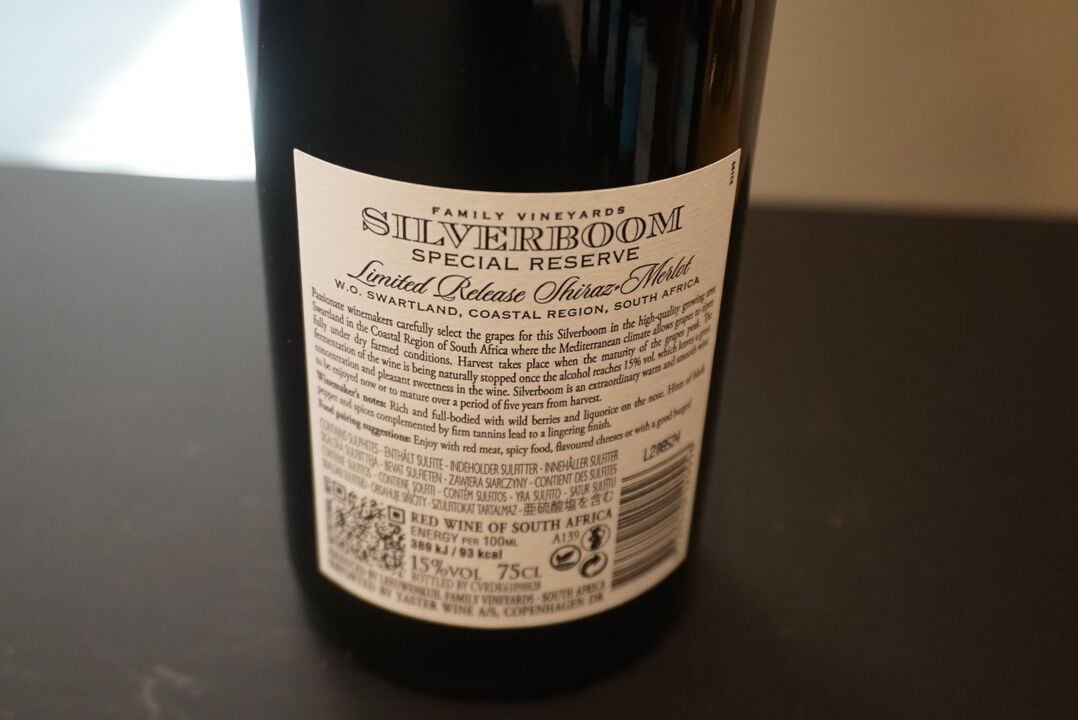 FAMILY VINEYARDS
SILVERBOOM
SPECIAL RESERVE
Limited Release Shiraz-Merlot
W.O. SWARTLAND, COASTAL REGION, SOUTH AFRICA
Passionate winemakers carefully select the grapes for this Silverboom in the high-quality growing area
Swartland in the Coastal Region of South Africa where the Mediterranean climate allows grapes to ripen
fully under dry farmed conditions. Harvest takes place when the maturity of the grapes peak. The
fermentation of the wine is being naturally stopped once the alcohol reaches 15% vol. which leaves a great
concentration and pleasant sweetness in the wine. Silverboom is an extraordinary warm and smooth wine
to be enjoyed now or to mature over a period of five years from harvest.
Winemaker's notes: Rich and full-bodied with wild berries and liquorice on the nose. Hints of black
pepper and spices complemented by firm tannins lead to a lingering finish.
Food pairing suggestions: Enjoy with red meat, spicy food, flavoured cheeses or with a good burger!
L200524
CONTAINS SULPHITES - ENTHÄLT SULFITE - INDEHOLDER SULFITTER - INNEHÅLLER SULFITER
BEVAT SULFIETEN - ZAWIERA SIARCZYNY - CONTIENT DES SULFITES
CONTIENE SOLFITI - CONTÉM SULFITOS - YRA SULFITO - SATUR SULFITU
SZULFITOKAT TARTALMAZ - 亜硫酸塩を含む
RED WINE OF SOUTH AFRICA
ENERGY PER 100ML A139
389 kJ / 93 kcal
15%VOL 75CL
BOTTLED BY CVRDK61098828
PRODUCED BY LEEUWENKUIL FAMILY VINEYARDS - SOUTH AFRICA
IMPORTED BY TASTER WINE A/S, COPENHAGEN DK